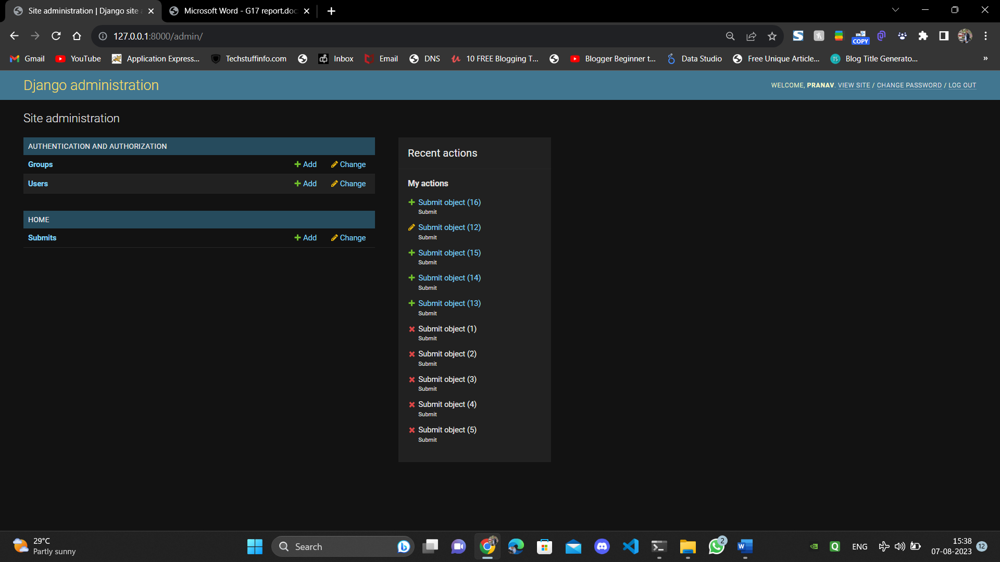 Site administration | Django site a
Microsoft Word - G17 report.doc
127.0.0.1:8000/admin/
COPY
Gmail
YouTube
Application Express...
Techstuffinfo.com
Inbox
Email
DNS
10 FREE Blogging T...
Blogger Beginner t...
Data Studio
Free Unique Article...
TS
Blog Title Generato...
»
Django administration
WELCOME, PRANAV. VIEW SITE / CHANGE PASSWORD / LOG OUT
Site administration
AUTHENTICATION AND AUTHORIZATION
Groups Add Change
Users Add Change
HOME
Submits Add Change
Recent actions
My actions
Submit object (16)
Submit
Submit object (12)
Submit
Submit object (15)
Submit
Submit object (14)
Submit
Submit object (13)
Submit
Submit object (1)
Submit
Submit object (2)
Submit
Submit object (3)
Submit
Submit object (4)
Submit
Submit object (5)
Submit
29°C
Partly sunny
Search
2
ENG
15:38
07-08-2023
12